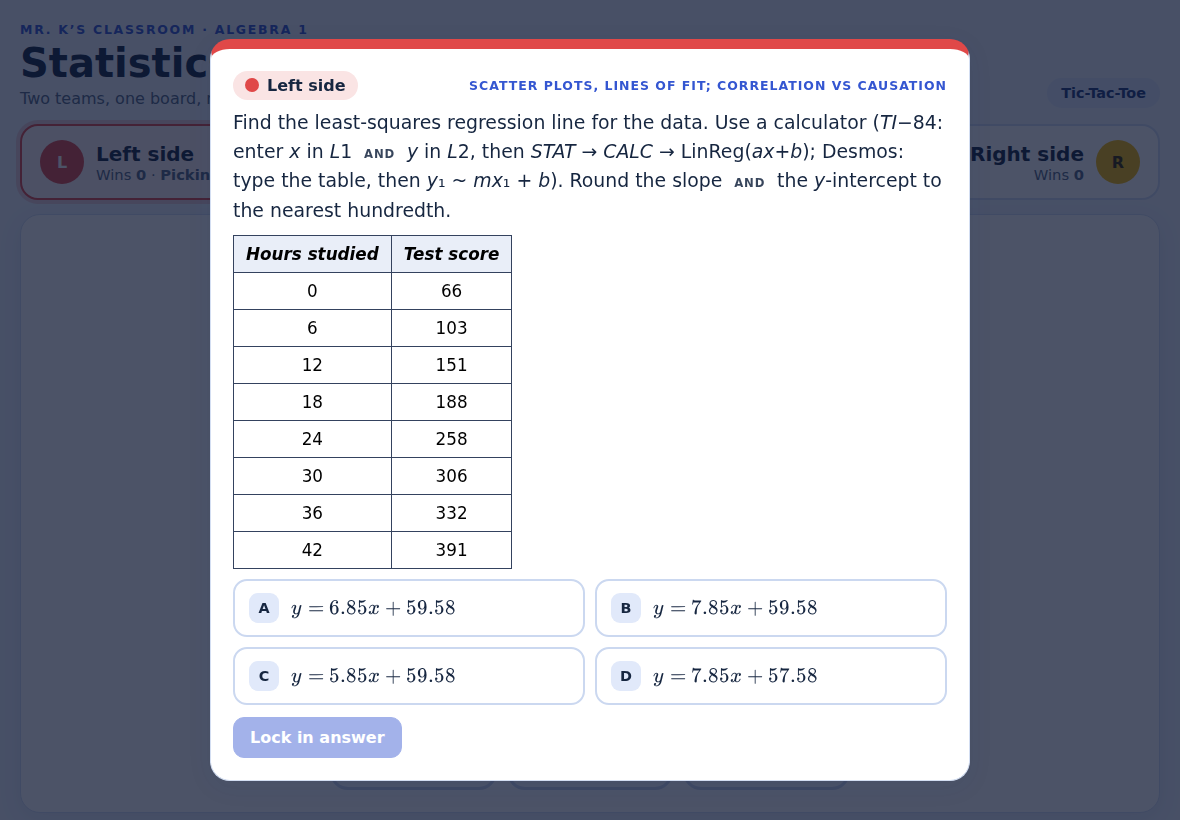 MR. K'S CLASSROOM · ALGEBRA 1
Statistic
Two teams, one board,
Tic-Tac-Toe
L
Left side
Wins 0 · Pickin
Right side
Wins 0
R
Left side
SCATTER PLOTS, LINES OF FIT; CORRELATION VS CAUSATION
Find the least-squares regression line for the data. Use a calculator (TI−84:
enter x in L1 AND y in L2, then STAT → CALC → LinReg(ax+b); Desmos:
type the table, then y₁ ~ mx₁ + b). Round the slope AND the y-intercept to
the nearest hundredth.
Hours studied Test score
0 66
6 103
12 151
18 188
24 258
30 306
36 332
42 391
A y = 6.85x + 59.58
B y = 7.85x + 59.58
C y = 5.85x + 59.58
D y = 7.85x + 57.58
Lock in answer